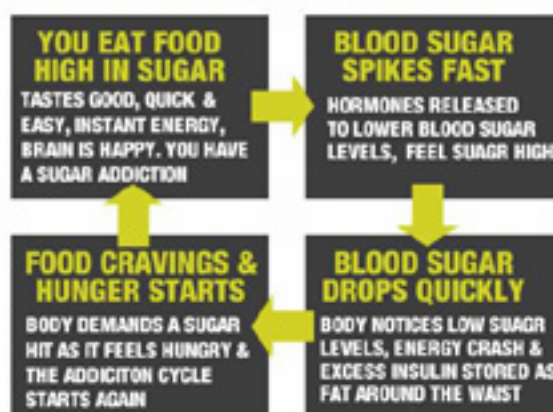 YOU EAT FOOD
HIGH IN SUGAR
TASTES GOOD, QUICK &
EASY, INSTANT ENERGY,
BRAIN IS HAPPY. YOU HAVE
A SUGAR ADDICTION
BLOOD SUGAR
SPIKES FAST
HORMONES RELEASED
TO LOWER BLOOD SUGAR
LEVELS, FEEL SUAGR HIGH
BLOOD SUGAR
DROPS QUICKLY
BODY NOTICES LOW SUAGR
LEVELS, ENERGY CRASH &
EXCESS INSULIN STORED AS
FAT AROUND THE WAIST
FOOD CRAVINGS &
HUNGER STARTS
BODY DEMANDS A SUGAR
HIT AS IT FEELS HUNGRY &
THE ADDICITON CYCLE
STARTS AGAIN